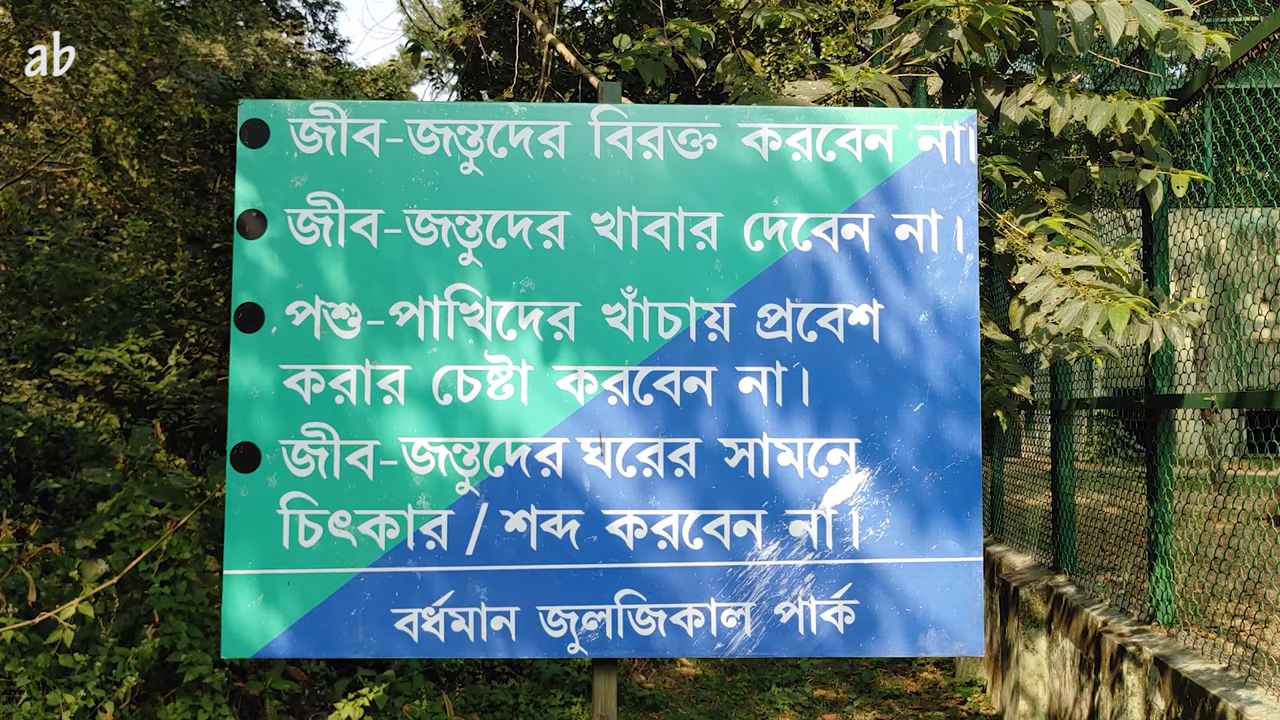 ab
জীব-জন্তুদের বিরক্ত করবেন না।
জীব-জন্তুদের খাবার দেবেন না।
পশু-পাখিদের খাঁচায় প্রবেশ
করার চেষ্টা করবেন না।
জীব-জন্তুদের ঘরের সামনে
চিৎকার / শব্দ করবেন না।
বর্ধমান জুলজিকাল পার্ক